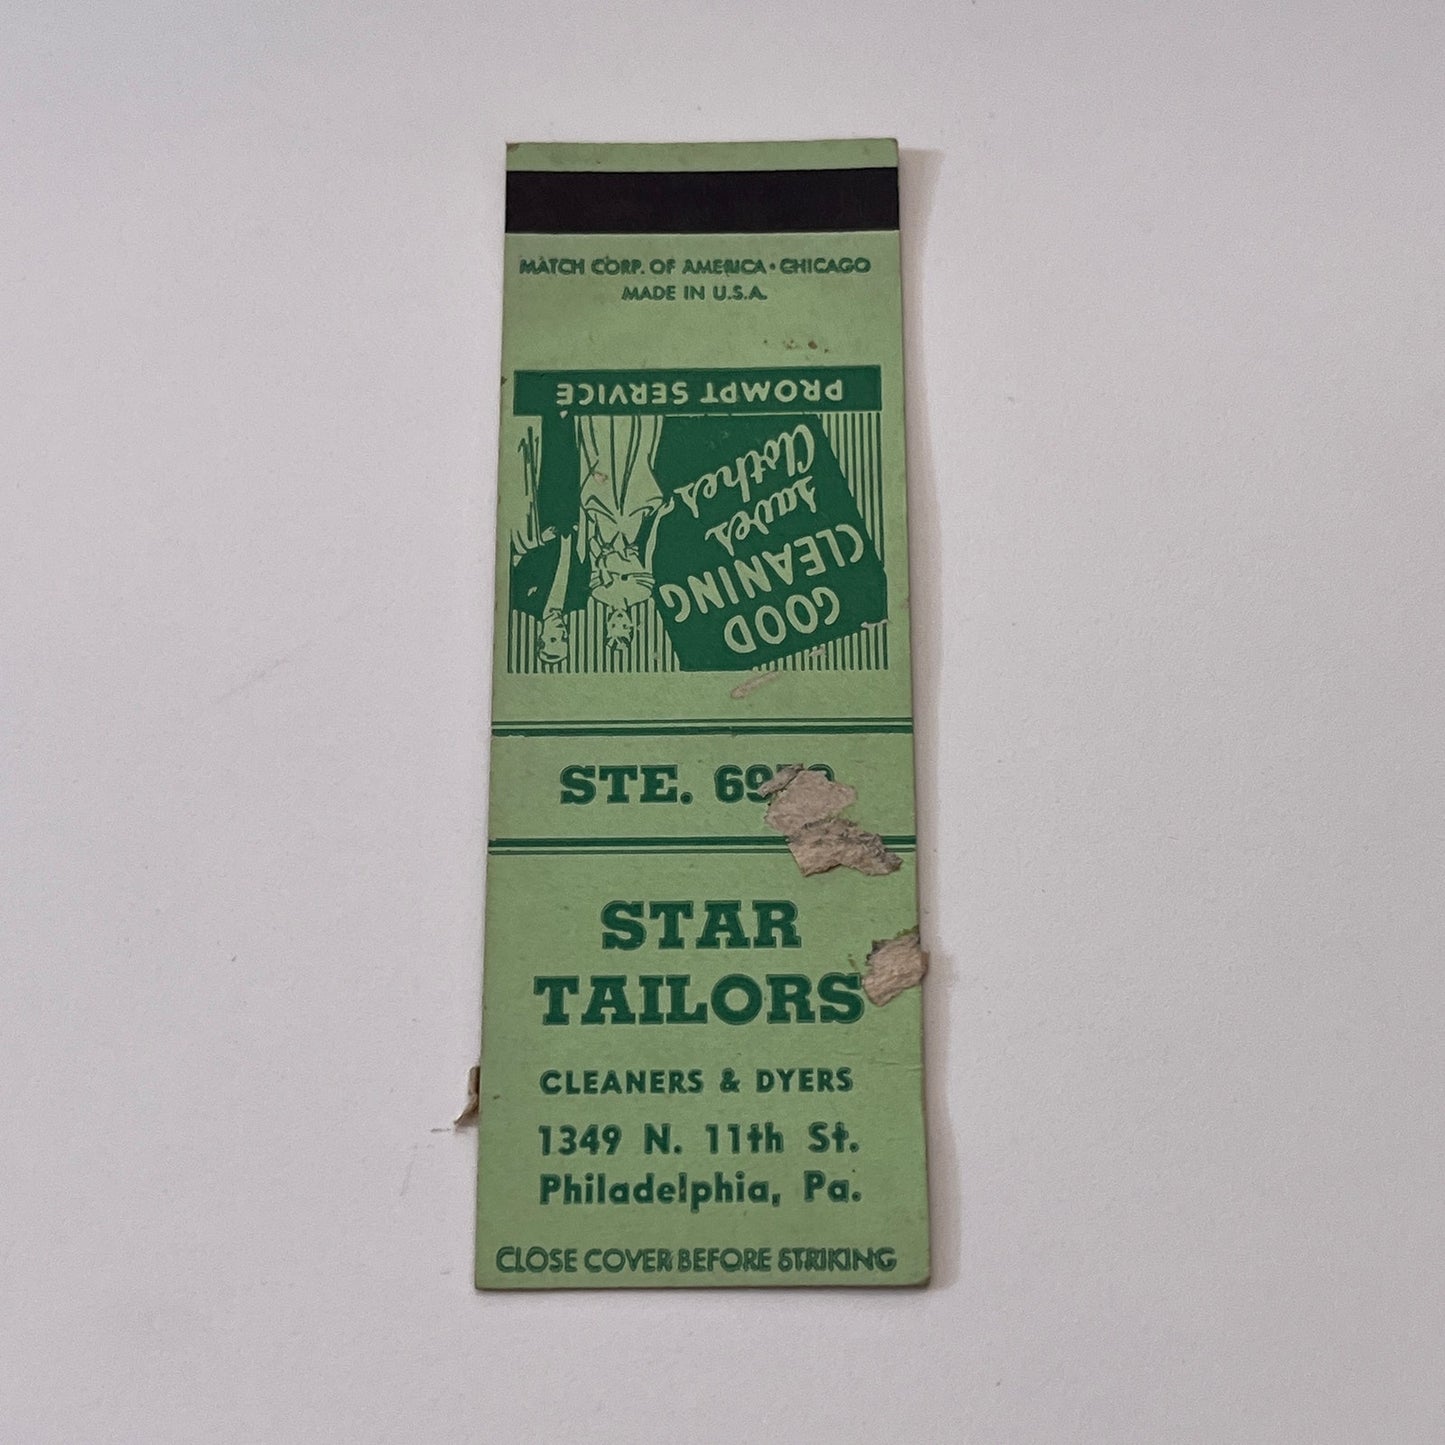 MATCH CORP. OF AMERICA • CHICAGO
MADE IN U.S.A.
GOOD
CLEANING
saves
Clothes
PROMPT SERVICE
STE.
STAR
TAILORS
CLEANERS & DYERS
1349 N. 11th St.
Philadelphia, Pa.
CLOSE COVER BEFORE STRIKING